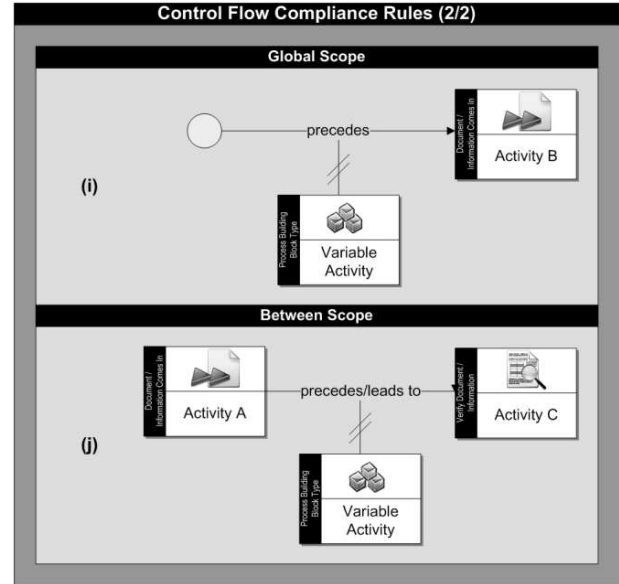 Control Flow Compliance Rules (2/2)
Global Scope
(i)
precedes
Document /
Information Comes In
Activity B
Process Building
Block Type
Variable
Activity
Between Scope
(j)
Document /
Information Comes In
Activity A
precedes/leads to
Verify Document /
Information
Activity C
Process Building
Block Type
Variable
Activity